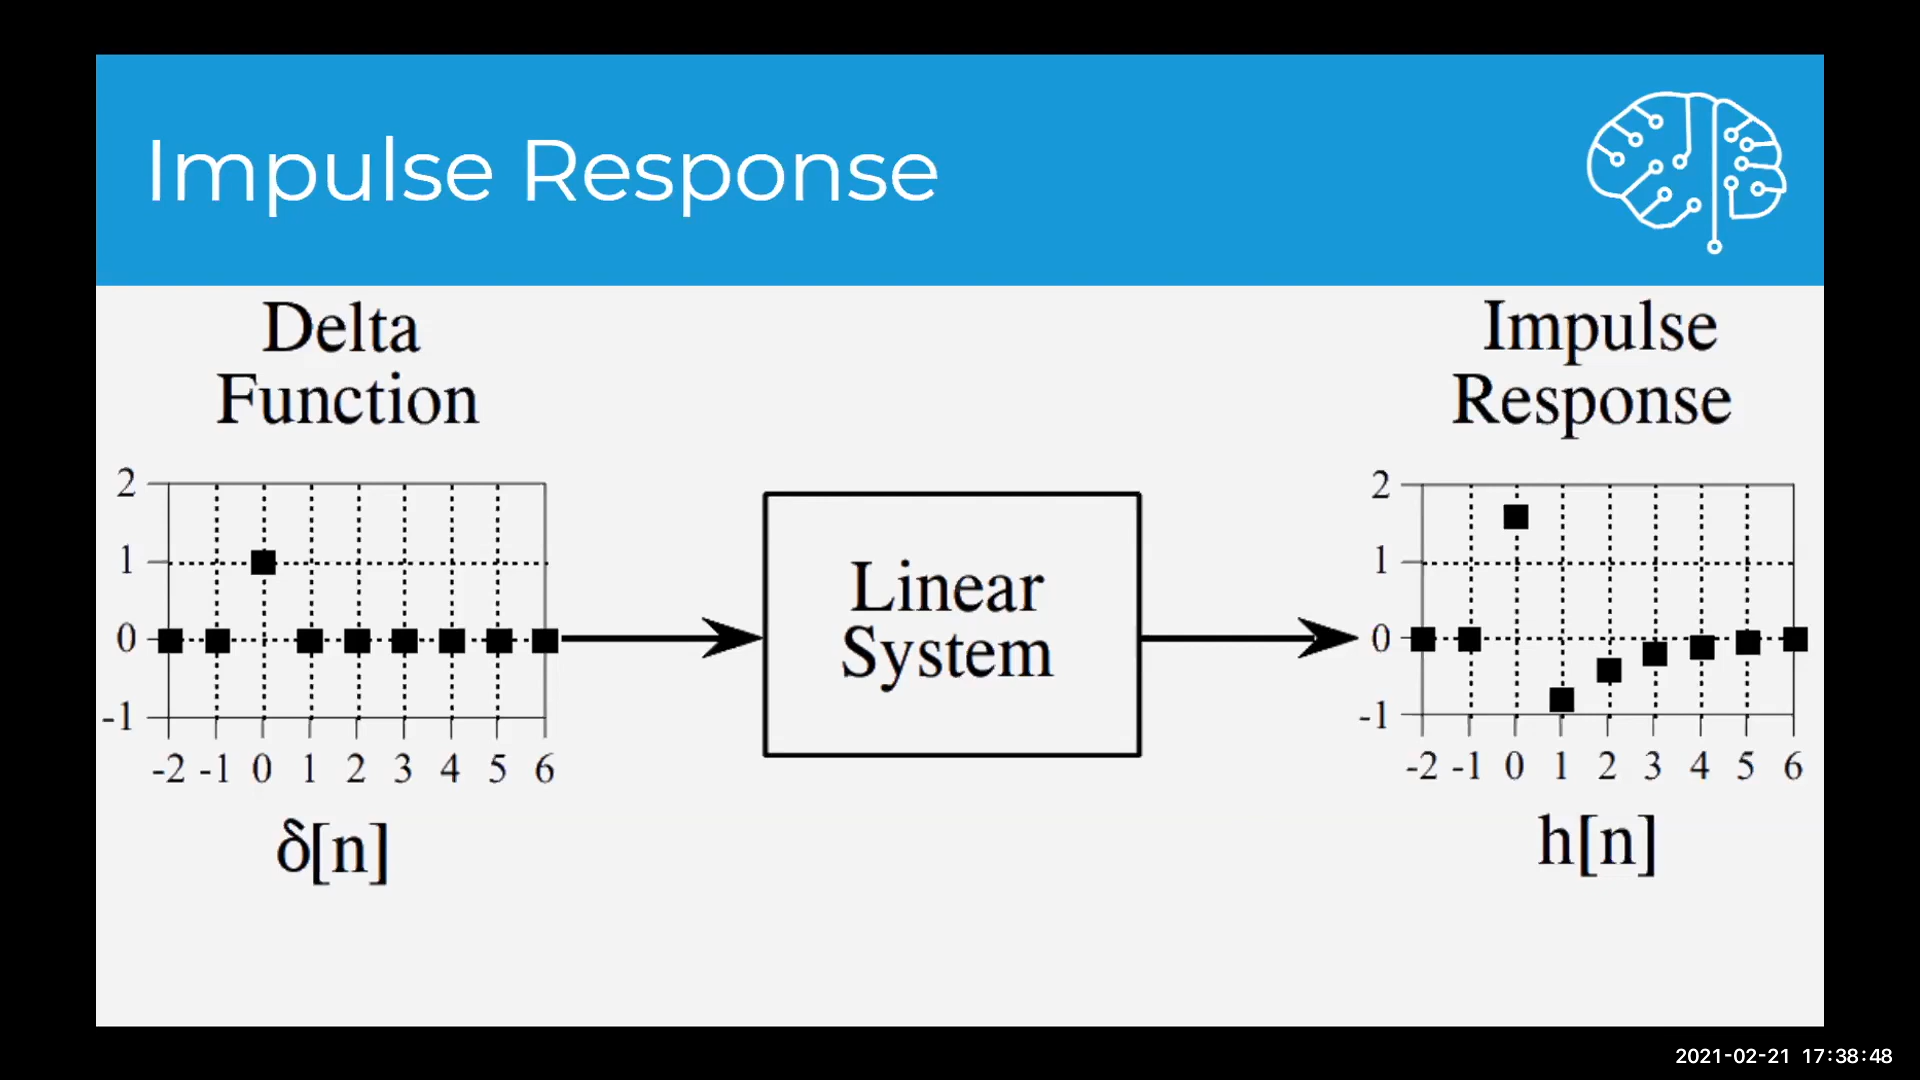 Impulse Response
Delta
Function
Impulse
Response
2
1
0
-1
-2 -1 0 1 2 3 4 5 6
δ[n]
Linear
System
2
1
0
-1
-2 -1 0 1 2 3 4 5 6
h[n]
2021-02-21 17:38:48